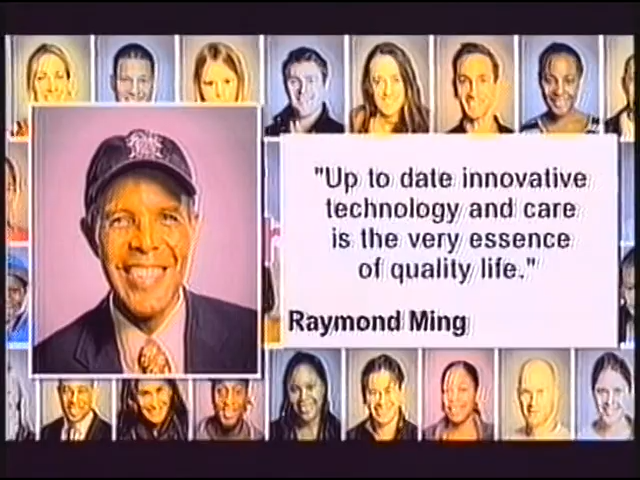 "Up to date innovative
technology and care
is the very essence
of quality life."
Raymond Ming